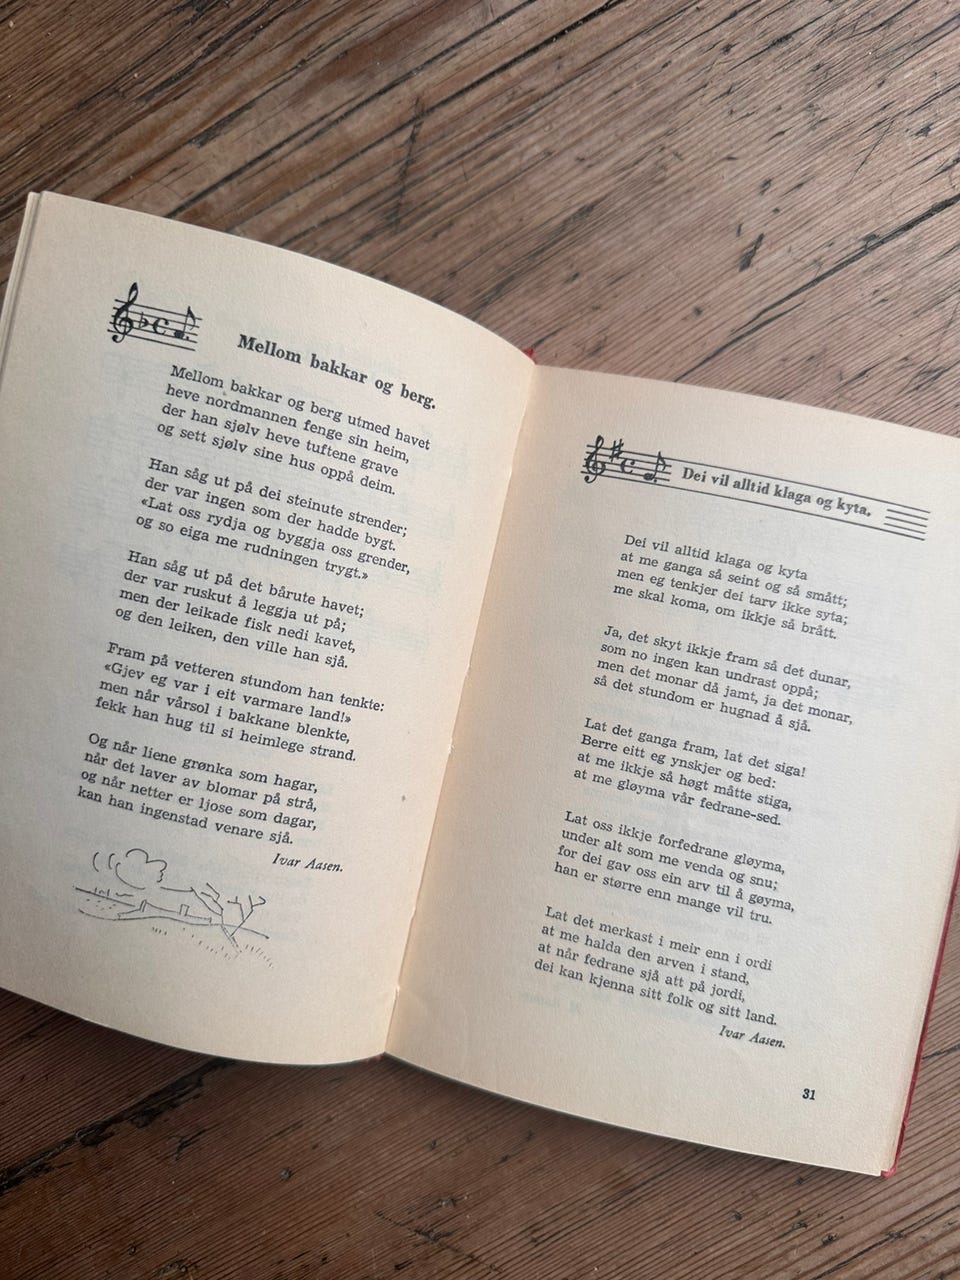 Mellom bakkar og berg.
Mellom bakkar og berg utmed havet
heve nordmannen fenge sin heim,
der han sjølv heve tuftene grave
og sett sjølv sine hus oppå deim.
Han såg ut på dei steinute strender;
der var ingen som der hadde bygt.
«Lat oss rydja og byggja oss grender,
og so eiga me rudningen trygt.»
Han såg ut på det bårute havet;
der var ruskut å leggja ut på;
men der leikade fisk nedi kavet,
og den leiken, den ville han sjå.
Fram på vetteren stundom han tenkte:
«Gjev eg var i eit varmare land!»
men når vårsol i bakkane blenkte,
fekk han hug til si heimlege strand.
Og når liene grønka som hagar,
når det laver av blomar på strå,
og når netter er ljose som dagar,
kan han ingenstad venare sjå.
Ivar Aasen.
Dei vil alltid klaga og kyta.
Dei vil alltid klaga og kyta
at me ganga så seint og så smått;
men eg tenkjer dei tarv ikke syta;
me skal koma, om ikkje så brått.
Ja, det skyt ikkje fram så det dunar,
som no ingen kan undrast oppå;
men det monar då jamt, ja det monar,
så det stundom er hugnad å sjå.
Lat det ganga fram, lat det siga!
Berre eitt eg ynskjer og bed:
at me ikkje så høgt måtte stiga,
at me gløyma vår fedrane-sed.
Lat oss ikkje forfedrane gløyma,
under alt som me venda og snu;
for dei gav oss ein arv til å gøyma,
han er større enn mange vil tru.
Lat det merkast i meir enn i ordi
at me halda den arven i stand,
at når fedrane sjå att på jordi,
dei kan kjenna sitt folk og sitt land.
Ivar Aasen.
31